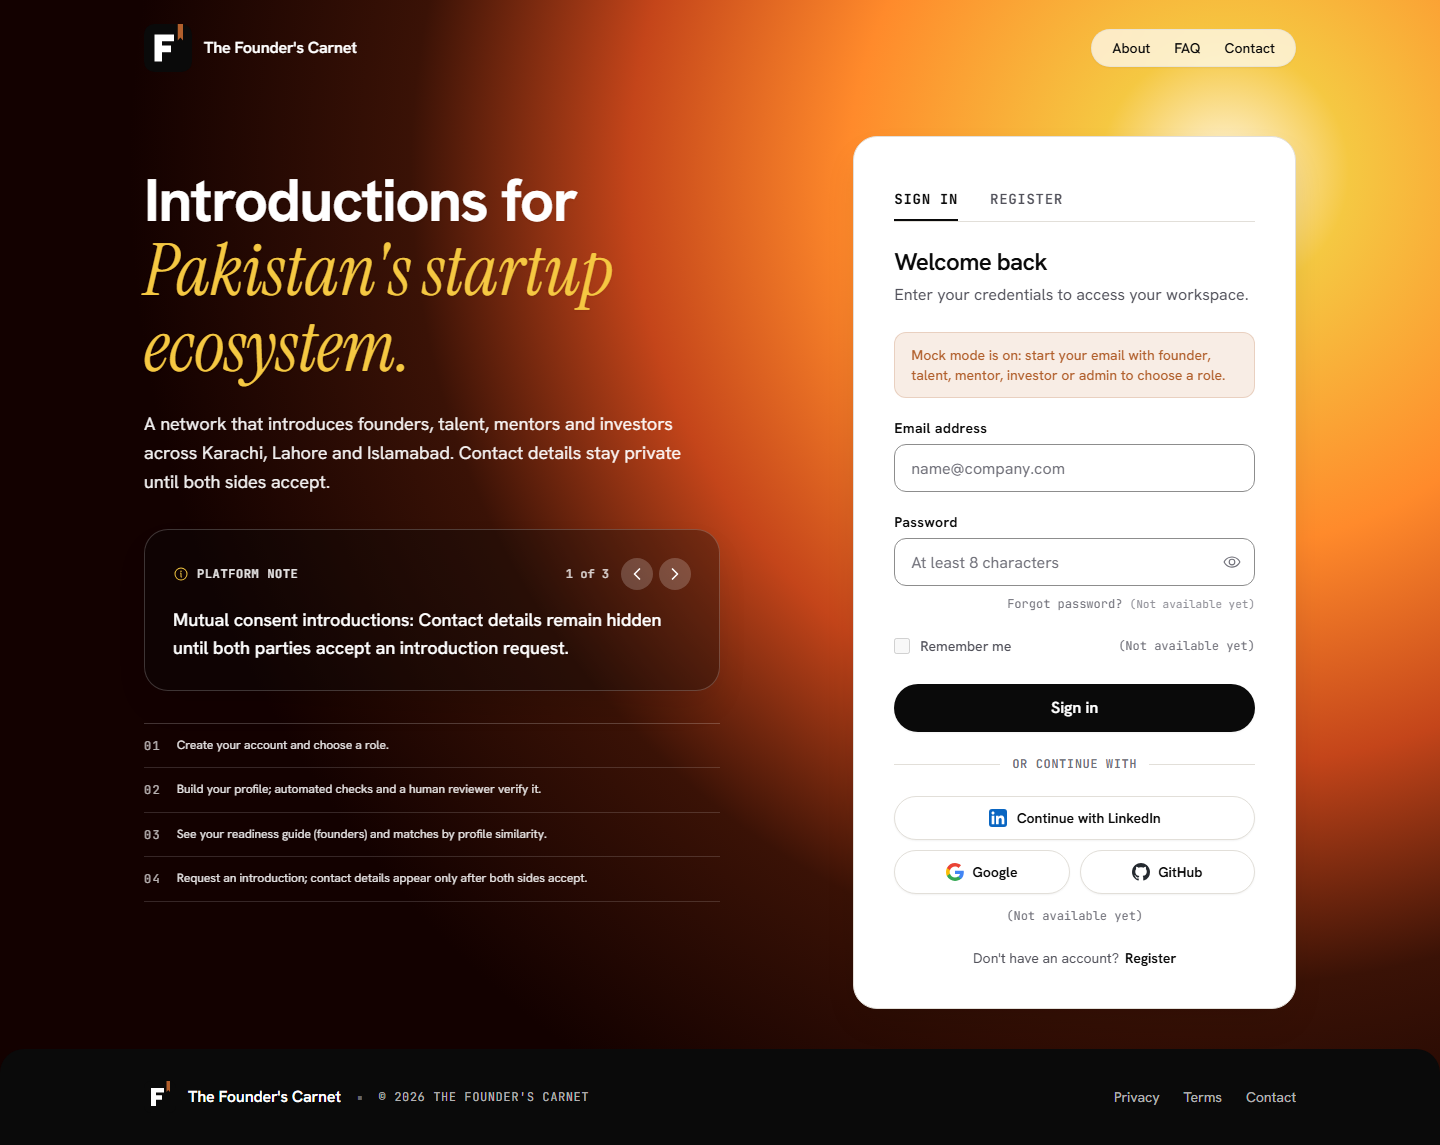 The Founder's Carnet
About
FAQ
Contact
Introductions for
Pakistan's startup
ecosystem.
A network that introduces founders, talent, mentors and investors
across Karachi, Lahore and Islamabad. Contact details stay private
until both sides accept.
PLATFORM NOTE
1 of 3
Mutual consent introductions: Contact details remain hidden
until both parties accept an introduction request.
01 Create your account and choose a role.
02 Build your profile; automated checks and a human reviewer verify it.
03 See your readiness guide (founders) and matches by profile similarity.
04 Request an introduction; contact details appear only after both sides accept.
SIGN IN
REGISTER
Welcome back
Enter your credentials to access your workspace.
Mock mode is on: start your email with founder,
talent, mentor, investor or admin to choose a role.
Email address
name@company.com
Password
At least 8 characters
Forgot password? (Not available yet)
Remember me
(Not available yet)
Sign in
OR CONTINUE WITH
Continue with LinkedIn
Google
GitHub
(Not available yet)
Don't have an account? Register
The Founder's Carnet
© 2026 THE FOUNDER'S CARNET
Privacy
Terms
Contact